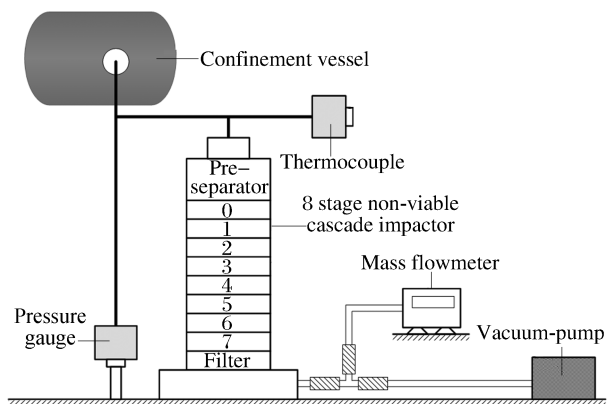 Confinement vessel
Thermocouple
Pre-
separator
0
1
2
3
4
5
6
7
Filter
8 stage non-viable
cascade impactor
Mass flowmeter
Pressure
gauge
Vacuum-pump